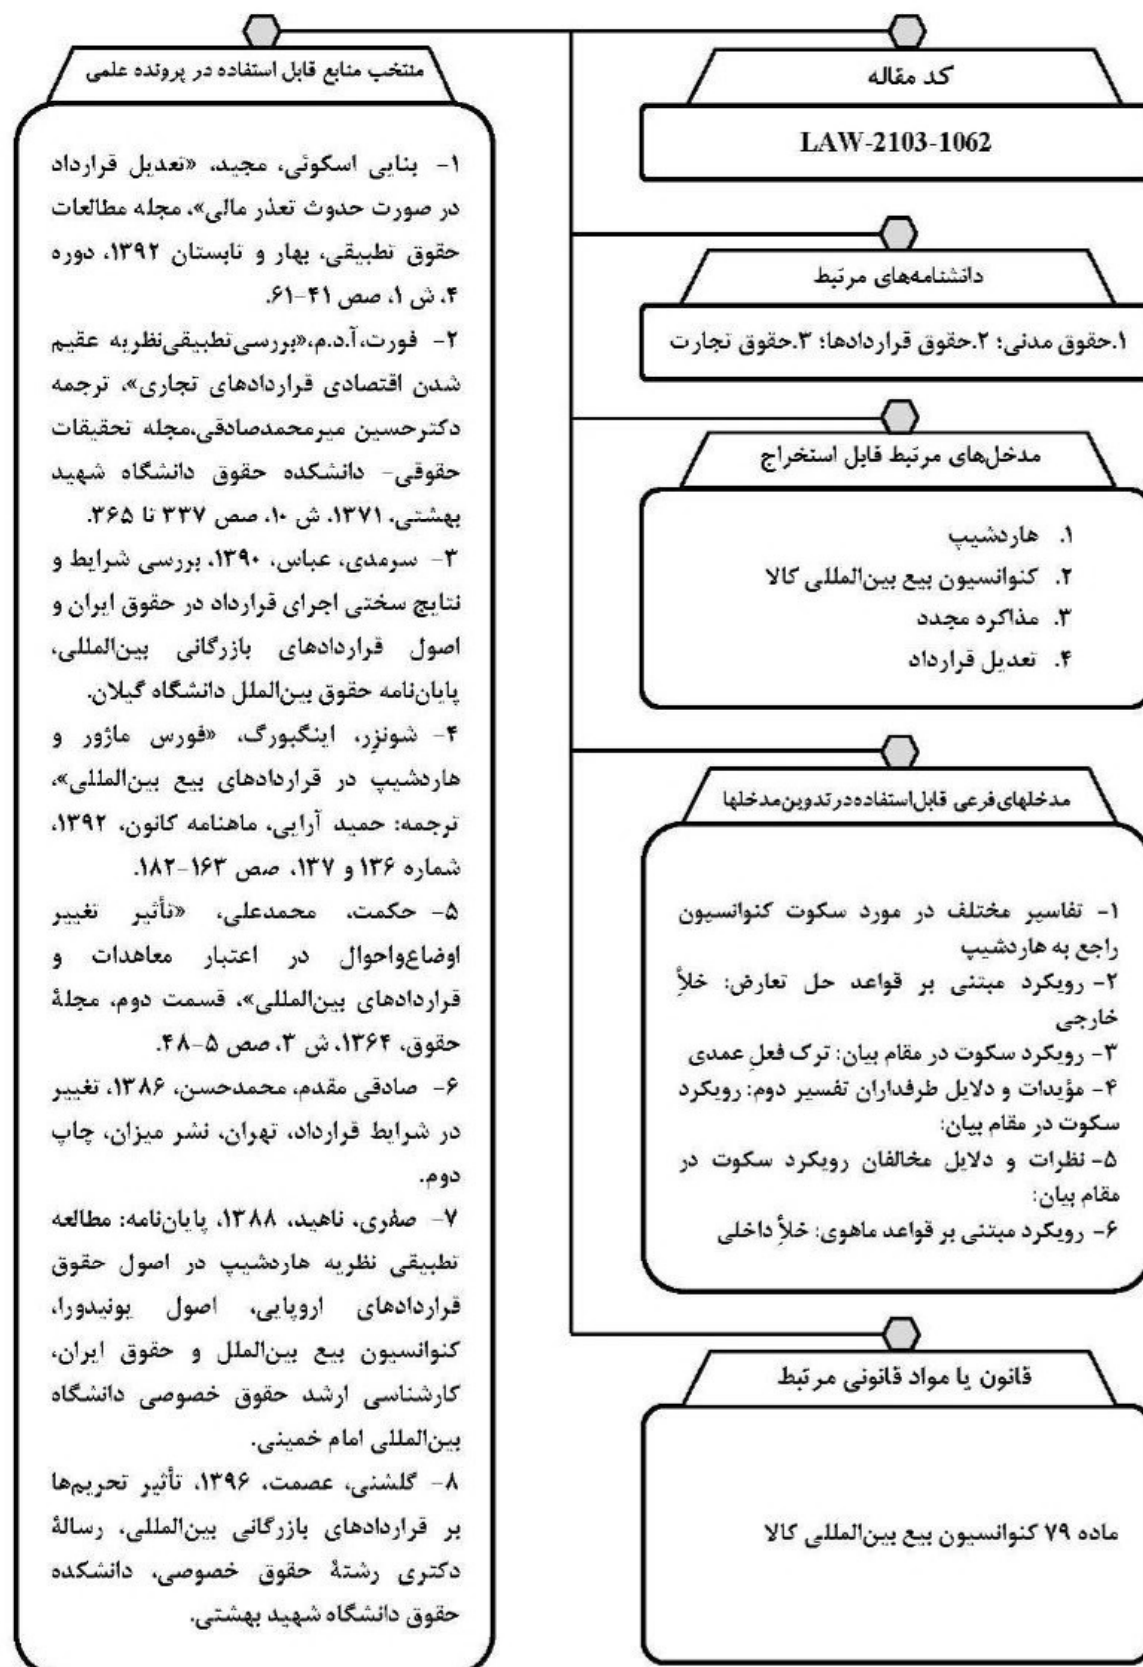 کد مقاله
LAW-2103-1062
دانشنامه‌های مرتبط
۱.حقوق مدنی؛ ۲.حقوق قراردادها؛ ۳.حقوق تجارت
مدخل‌های مرتبط قابل استخراج
۱. هاردشیپ
۲. کنوانسیون بیع بین‌المللی کالا
۳. مذاکره مجدد
۴. تعدیل قرارداد
مدخلهای‌فرعی قابل‌استفاده‌در‌تدوین‌مدخلها
۱- تفاسیر مختلف در مورد سکوت کنوانسیون
راجع به هاردشیپ
۲- رویکرد مبتنی بر قواعد حل تعارض: خلأِ
خارجی
۳- رویکرد سکوت در مقام بیان: ترک فعلِ عمدی
۴- مؤیدات و دلایل طرفداران تفسیر دوم: رویکرد
سکوت در مقام بیان:
۵- نظرات و دلایل مخالفان رویکرد سکوت در
مقام بیان:
۶- رویکرد مبتنی بر قواعد ماهوی: خلأِ داخلی
قانون یا مواد قانونی مرتبط
ماده ۷۹ کنوانسیون بیع بین‌المللی کالا
منتخب منابع قابل استفاده در پرونده علمی
۱- بنایی اسکوئی، مجید، «تعدیل قرارداد
در صورت حدوث تعذر مالی»، مجله مطالعات
حقوق تطبیقی، بهار و تابستان ۱۳۹۲، دوره
۴، ش ۱، صص ۴۱-۶۱.
۲- فورت،آ.د.م،«بررسی‌تطبیقی‌نظریه عقیم
شدن اقتصادی قراردادهای تجاری»، ترجمه
دکترحسین میرمحمدصادقی،مجله تحقیقات
حقوقی- دانشکده حقوق دانشگاه شهید
بهشتی، ۱۳۷۱، ش ۱۰، صص ۳۳۷ تا ۳۶۵.
۳- سرمدی، عباس، ۱۳۹۰، بررسی شرایط و
نتایج سختی اجرای قرارداد در حقوق ایران و
اصول قراردادهای بازرگانی بین‌المللی،
پایان‌نامه حقوق بین‌الملل دانشگاه گیلان.
۴- شونزِر، اینگبورگ، «فورس ماژور و
هاردشیپ در قراردادهای بیع بین‌المللی»،
ترجمه: حمید آرایی، ماهنامه کانون، ۱۳۹۲،
شماره ۱۳۶ و ۱۳۷، صص ۱۶۳-۱۸۲.
۵- حکمت، محمدعلی، «تأثیر تغییر
اوضاع‌واحوال در اعتبار معاهدات و
قراردادهای بین‌المللی»، قسمت دوم، مجلۀ
حقوق، ۱۳۶۴، ش ۳، صص ۵-۴۸.
۶- صادقی مقدم، محمدحسن، ۱۳۸۶، تغییر
در شرایط قرارداد، تهران، نشر میزان، چاپ
دوم.
۷- صفری، ناهید، ۱۳۸۸، پایان‌نامه: مطالعه
تطبیقی نظریه هاردشیپ در اصول حقوق
قراردادهای اروپایی، اصول یونیدورا،
کنوانسیون بیع بین‌الملل و حقوق ایران،
کارشناسی ارشد حقوق خصوصی دانشگاه
بین‌المللی امام خمینی.
۸- گلشنی، عصمت، ۱۳۹۶، تأثیر تحریم‌ها
بر قراردادهای بازرگانی بین‌المللی، رسالۀ
دکتری رشتۀ حقوق خصوصی، دانشکده
حقوق دانشگاه شهید بهشتی.